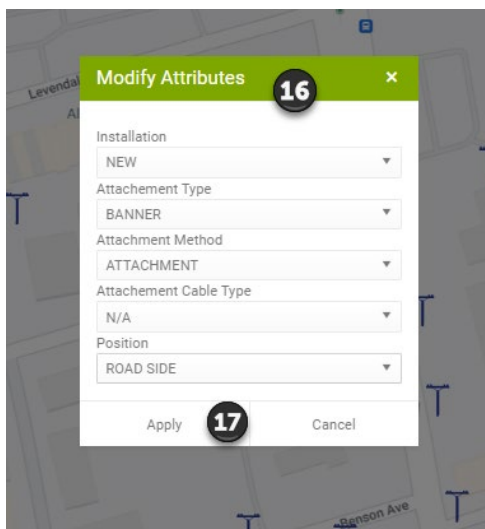 Levendal
Al
Modify Attributes
×
16
Installation
NEW
Attachement Type
BANNER
Attachment Method
ATTACHMENT
Attachement Cable Type
N/A
Position
ROAD SIDE
Apply
17
Cancel
Benson Ave